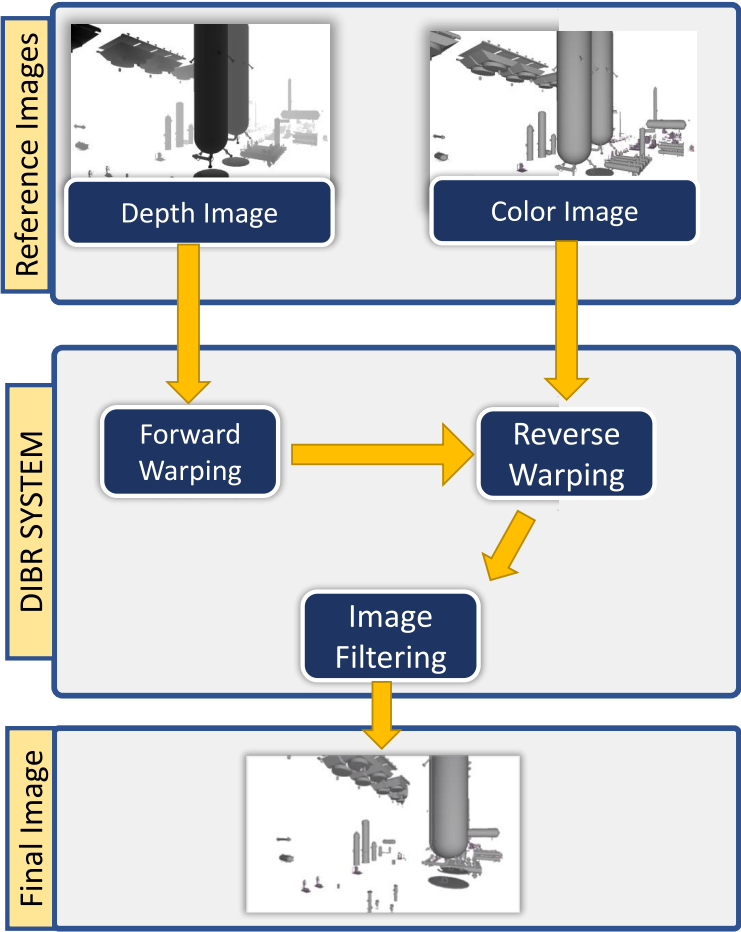 Reference Images
Depth Image
Color Image
DIBR SYSTEM
Forward
Warping
Reverse
Warping
Image
Filtering
Final Image